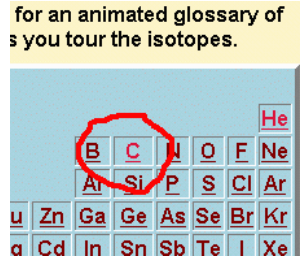 for an animated glossary of
s you tour the isotopes.
He
B C N O F Ne
Al Si P S Cl Ar
u Zn Ga Ge As Se Br Kr
g Cd In Sn Sb Te I Xe